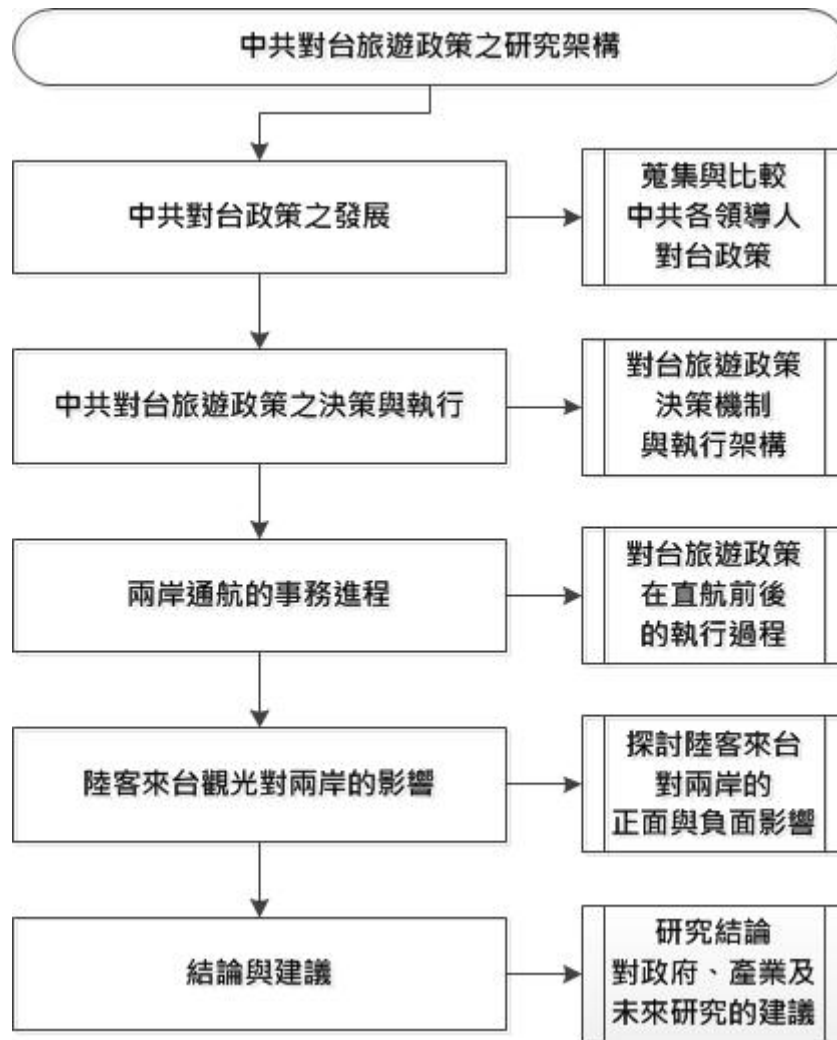 中共對台旅遊政策之研究架構
中共對台政策之發展
蒐集與比較
中共各領導人
對台政策
中共對台旅遊政策之決策與執行
對台旅遊政策
決策機制
與執行架構
兩岸通航的事務進程
對台旅遊政策
在直航前後
的執行過程
陸客來台觀光對兩岸的影響
探討陸客來台
對兩岸的
正面與負面影響
結論與建議
研究結論
對政府、產業及
未來研究的建議